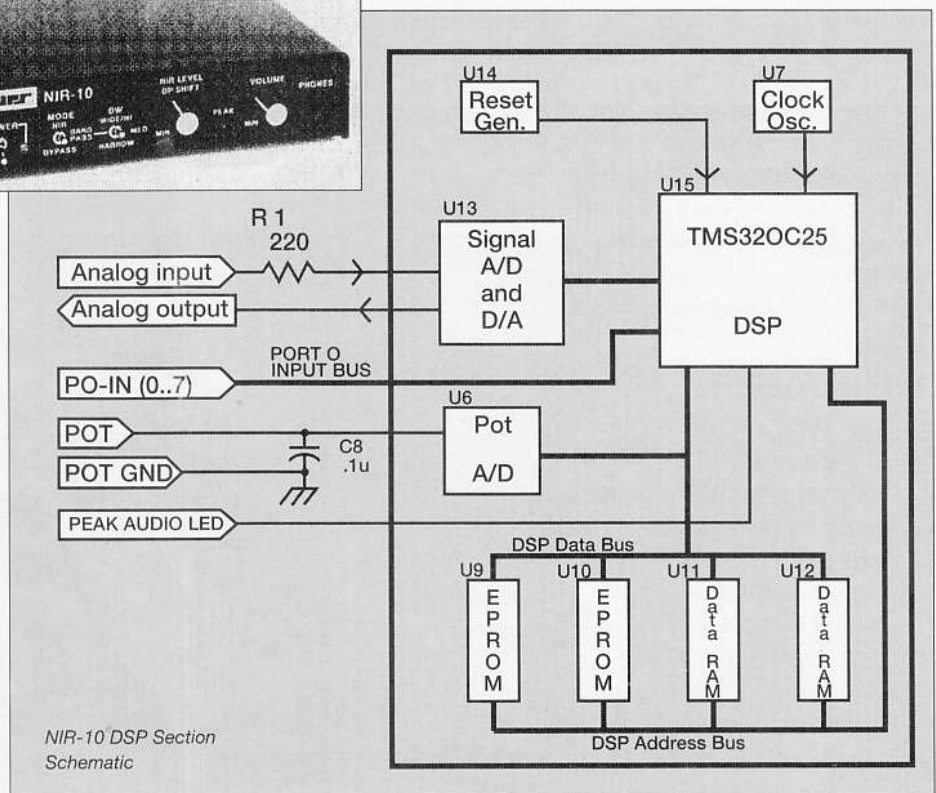 NIR-10
MODE
NIR
BAND
PASS
BYPASS
BW
WIDE/HI
MED
NARROW
NIR LEVEL
DP SHIFT
PEAK
MIN
VOLUME
MIN
PHONES
U14
Reset
Gen.
U7
Clock
Osc.
U15
TMS32OC25
DSP
R 1
220
U13
Signal
A/D
and
D/A
Analog input
Analog output
PORT O
INPUT BUS
PO-IN (0..7)
U6
Pot
A/D
POT
C8
.1u
POT GND
PEAK AUDIO LED
DSP Data Bus
U9
U10
U11
U12
EPROM
EPROM
Data RAM
Data RAM
DSP Address Bus
NIR-10 DSP Section
Schematic